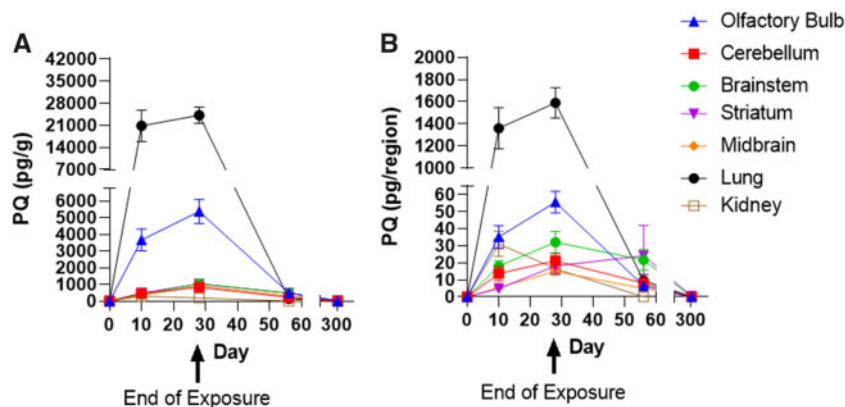 A
PQ (pg/g)
42000
35000
28000
21000
14000
7000
6000
5000
4000
3000
2000
1000
0
0 10 20 30 40 50 60 300
Day
End of Exposure
B
PQ (pg/region)
2000
1800
1600
1400
1200
1000
60
50
40
30
20
10
0
0 10 20 30 40 50 60 300
Day
End of Exposure
Olfactory Bulb
Cerebellum
Brainstem
Striatum
Midbrain
Lung
Kidney